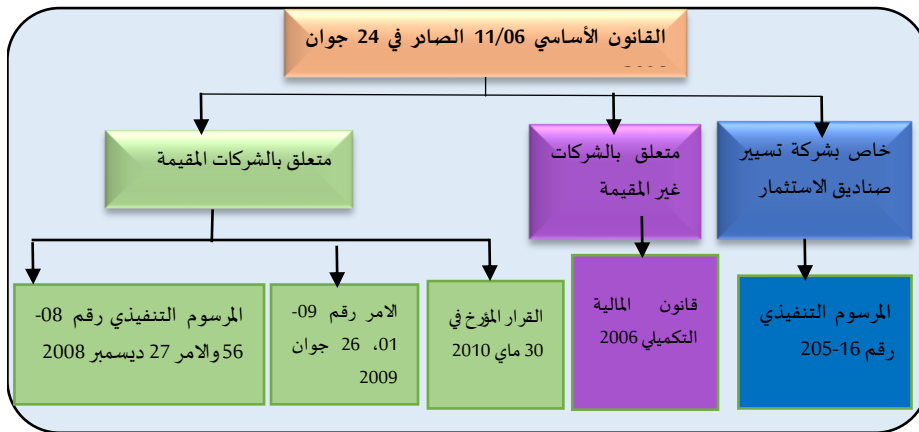 القانون الأساسي 11/06 الصادر في 24 جوان
خاص بشركة تسيير
صناديق الاستثمار
متعلق بالشركات
غير المقيمة
متعلق بالشركات المقيمة
المرسوم التنفيذي
رقم 16-205
قانون المالية
التكميلي 2006
القرار المؤرخ في
30 ماي 2010
الامر رقم 09-
01، 26 جوان
2009
المرسوم التنفيذي رقم 08-
56 والامر 27 ديسمبر 2008